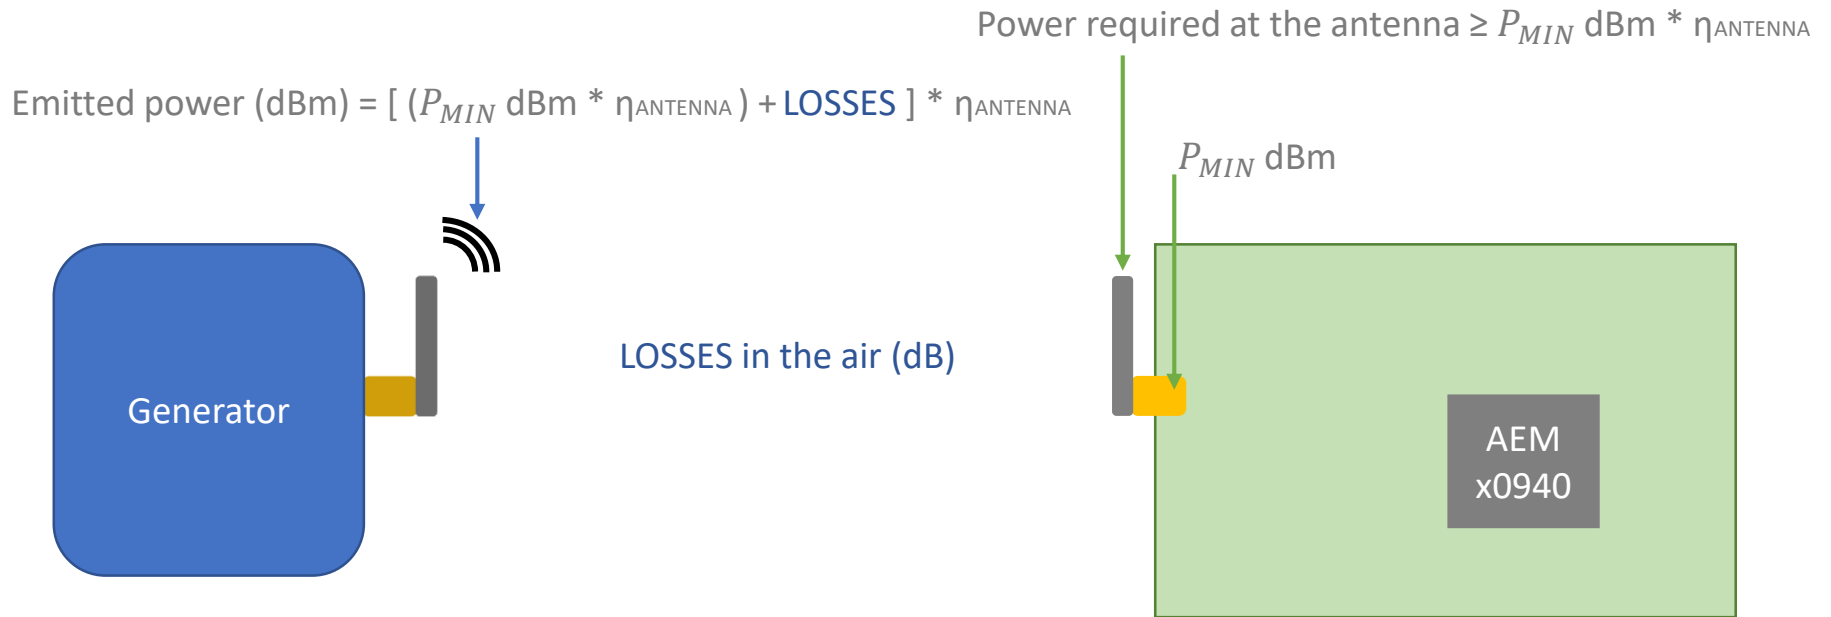 Power required at the antenna ≥ P_MIN dBm * ηANTENNA
Emitted power (dBm) = [ (P_MIN dBm * ηANTENNA ) + LOSSES ] * ηANTENNA
P_MIN dBm
LOSSES in the air (dB)
Generator
AEM
x0940